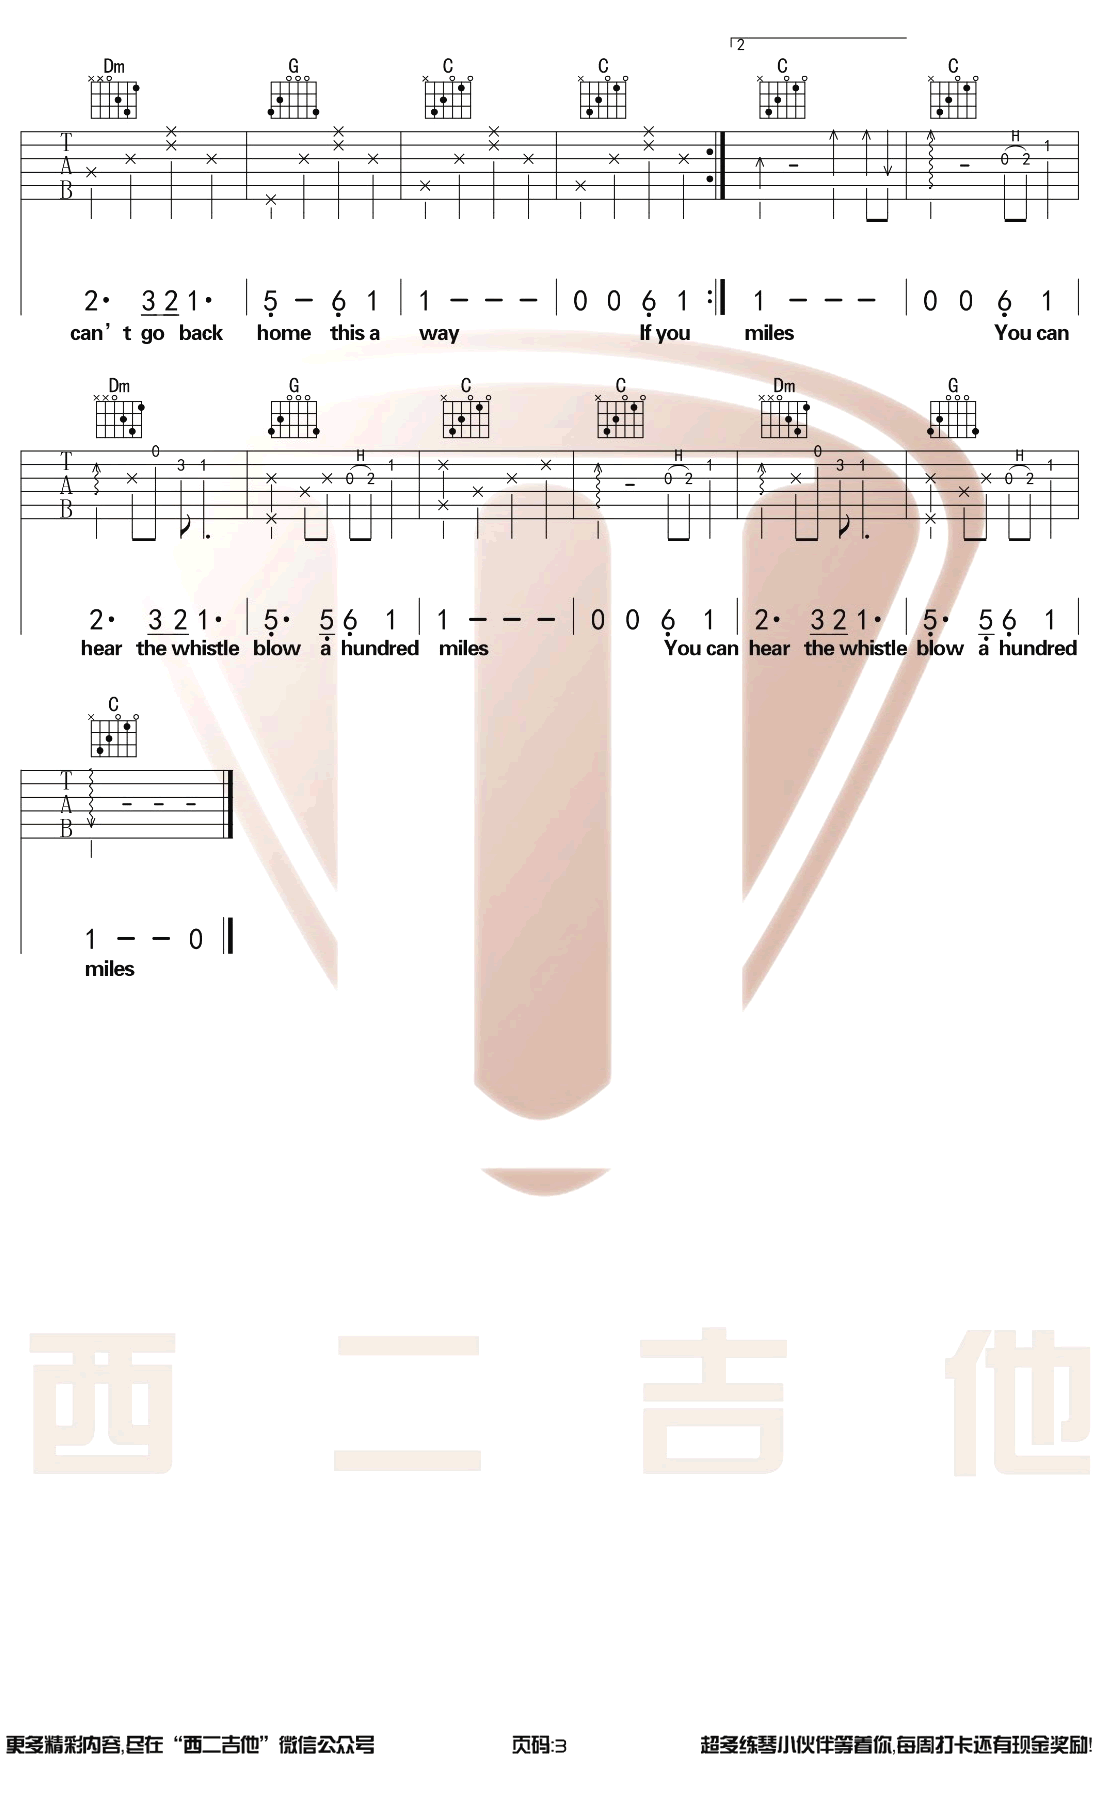 2
Dm G C C C C
T A B H 0 2 1
2· 3 2 1· 5 – 6 1 1 – – – 0 0 6 1 1 – – – 0 0 6 1
can't go back home this a way If you miles You can
Dm G C C Dm G
T A B 0 3 1 H 0 2 1 H 0 2 1 0 3 1 H 0 2 1
2· 3 2 1· 5· 5 6 1 1 – – – 0 0 6 1 2· 3 2 1· 5· 5 6 1
hear the whistle blow a hundred miles You can hear the whistle blow a hundred
C
T A B – – –
1 – – 0
miles
西二吉他
更多精彩内容,尽在“西二吉他”微信公众号 页码:3 超多练琴小伙伴等着你,每周打卡还有现金奖励!